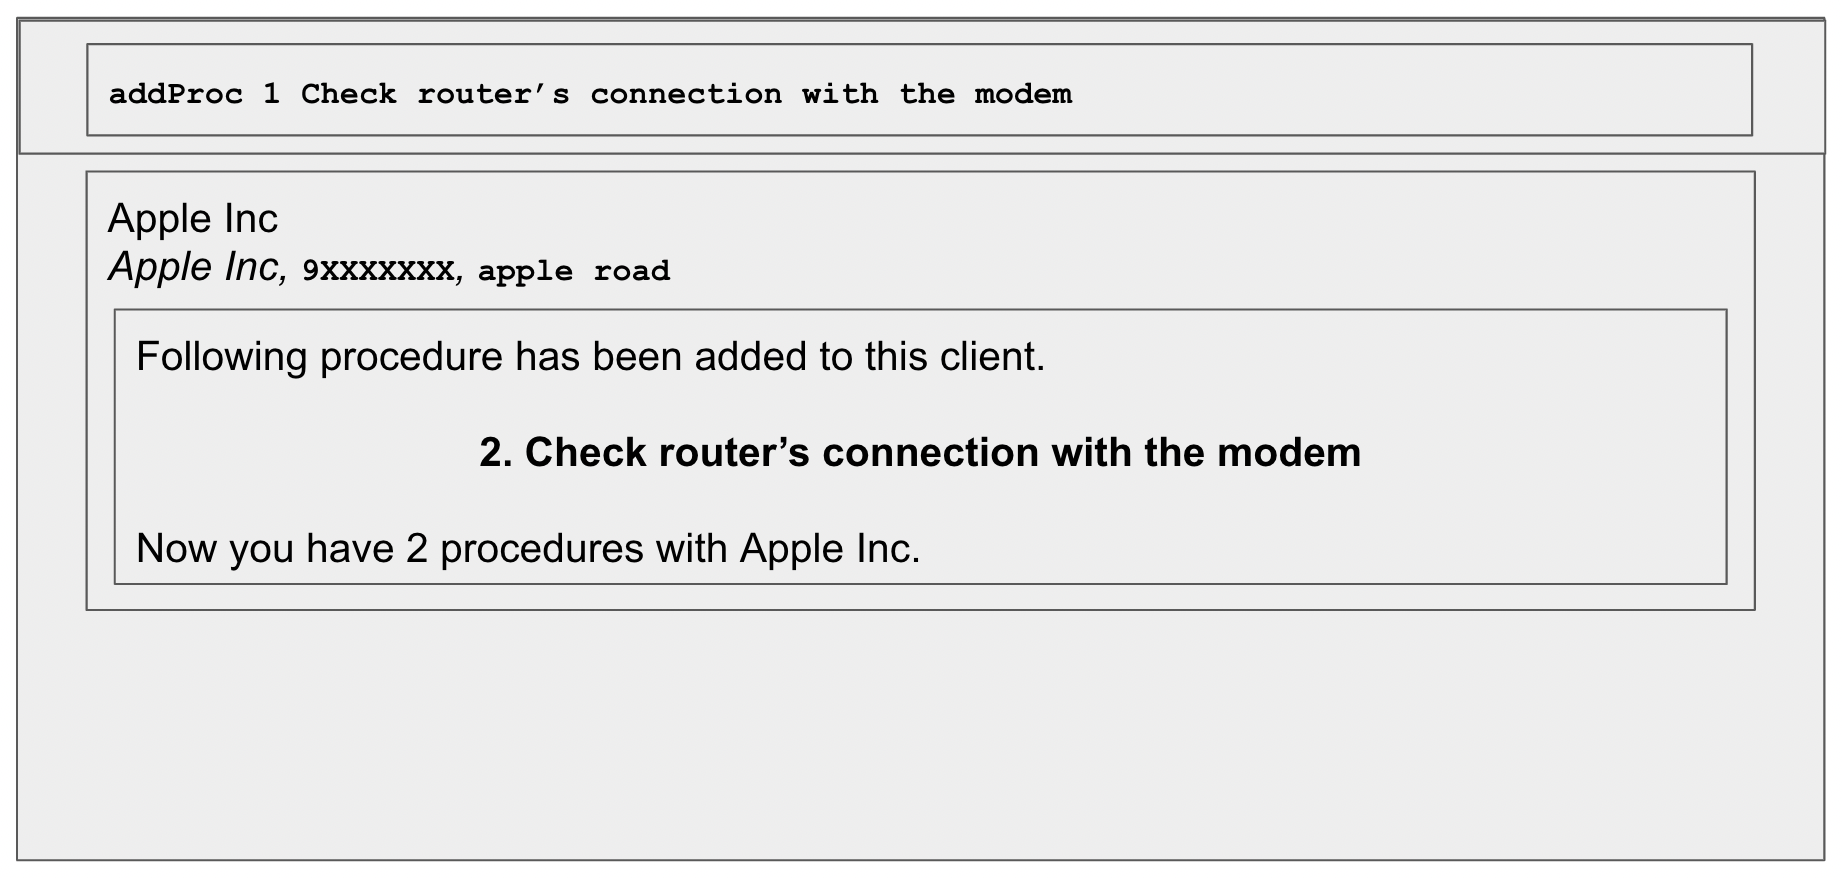 addProc 1 Check router’s connection with the modem
Apple Inc
Apple Inc, 9XXXXXXX, apple road
Following procedure has been added to this client.
2. Check router’s connection with the modem
Now you have 2 procedures with Apple Inc.